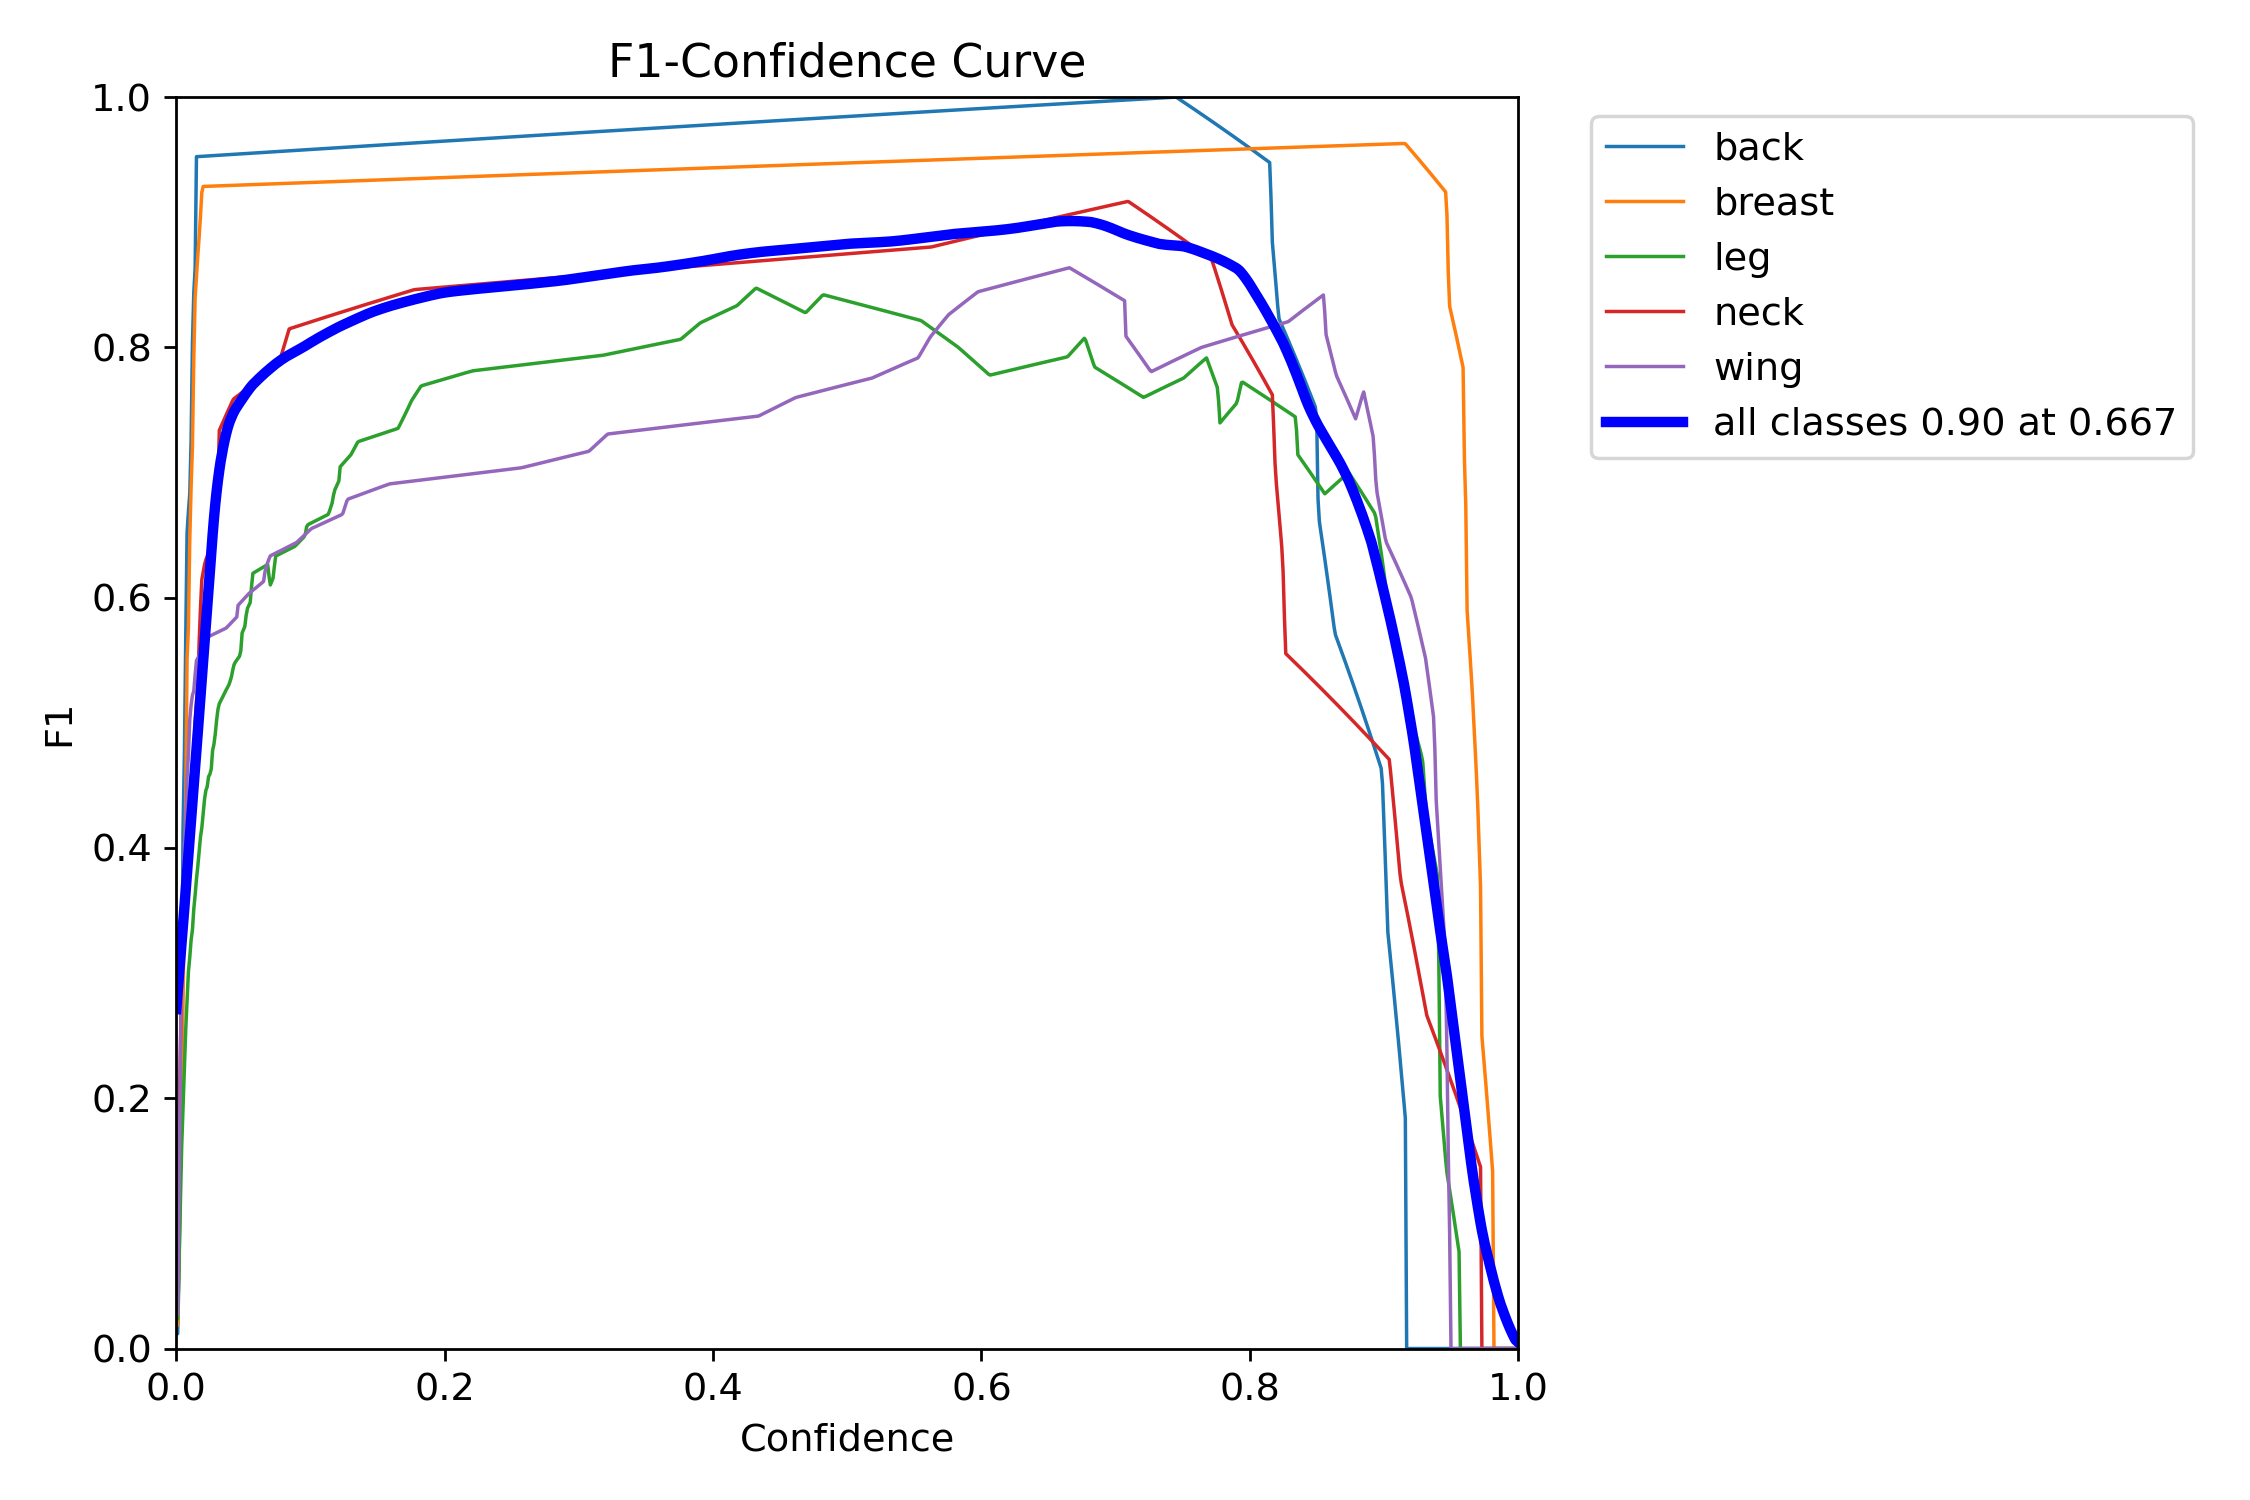 F1-Confidence Curve
1.0
0.8
0.6
0.4
0.2
0.0
F1
0.0 0.2 0.4 0.6 0.8 1.0
Confidence
back
breast
leg
neck
wing
all classes 0.90 at 0.667